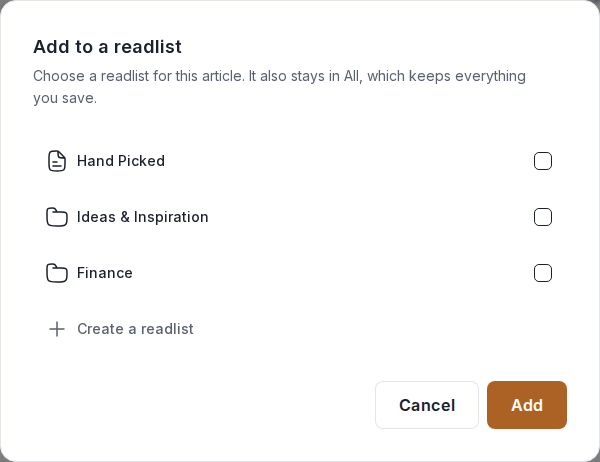 Add to a readlist
Choose a readlist for this article. It also stays in All, which keeps everything
you save.
Hand Picked
Ideas & Inspiration
Finance
Create a readlist
Cancel
Add